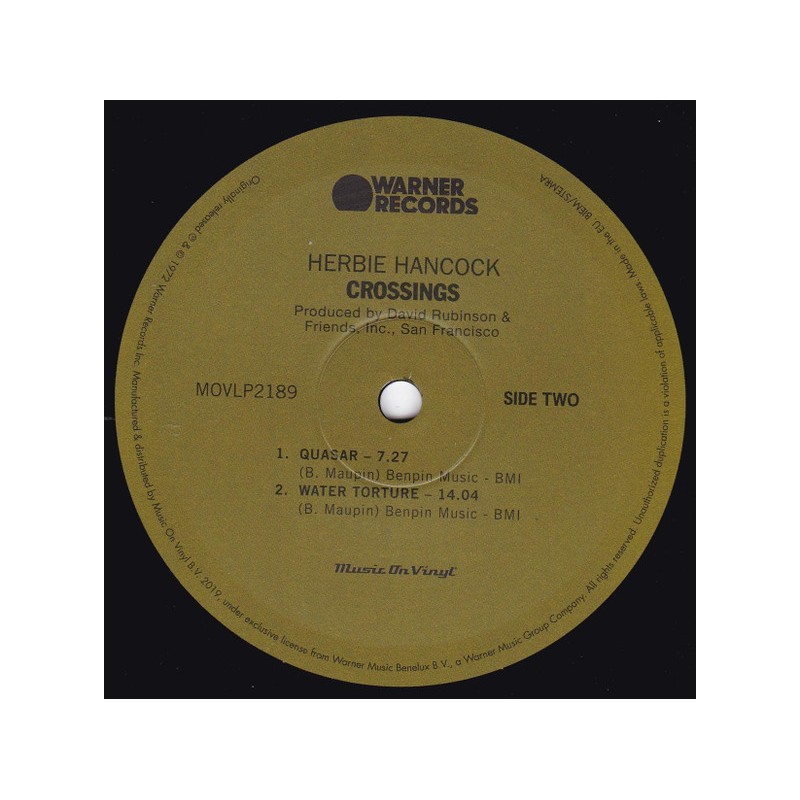 WARNER
RECORDS
HERBIE HANCOCK
CROSSINGS
Produced by David Rubinson &
Friends, Inc., San Francisco
MOVLP2189
SIDE TWO
1. QUASAR – 7.27
(B. Maupin) Benpin Music - BMI
2. WATER TORTURE – 14.04
(B. Maupin) Benpin Music - BMI
Music On Vinyl
Originally released ℗ & © 1972 Warner Records Inc. Manufactured & distributed by Music On Vinyl B.V. 2019, under exclusive license from Warner Music Benelux B.V., a Warner Music Group Company. All rights reserved. Unauthorized duplication is a violation of applicable laws. Made in the EU. BIEM/STEMRA